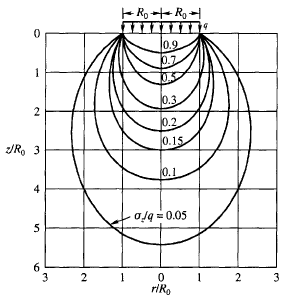 R₀ R₀ q
0 0.9
0.7
1 0.5
0.3
2 0.2
z/R₀ 3 0.15
0.1
4
σz/q = 0.05
5
6
3 2 1 0 1 2 3
r/R₀